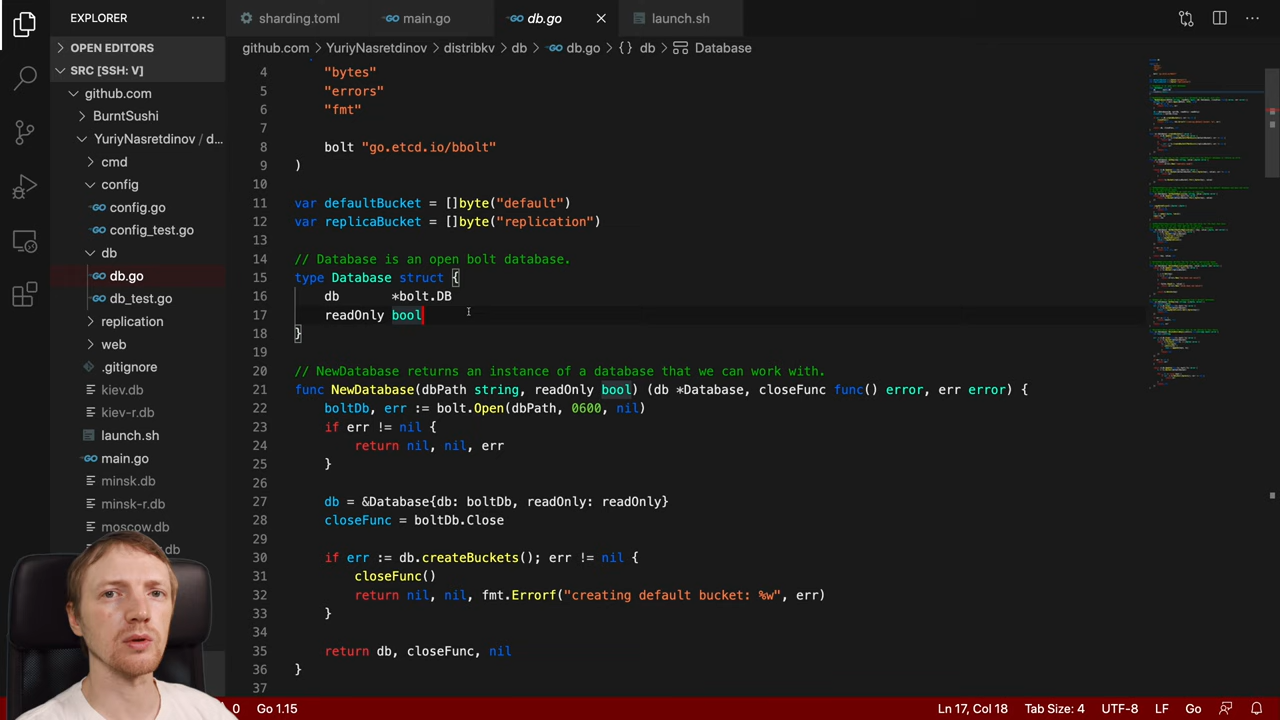 EXPLORER
···
sharding.toml
main.go
db.go
launch.sh
···
OPEN EDITORS
SRC [SSH: V]
github.com
BurntSushi
YuriyNasretdinov / d...
cmd
config
config.go
config_test.go
db
db.go
db_test.go
replication
web
.gitignore
kiev.db
kiev-r.db
launch.sh
main.go
minsk.db
minsk-r.db
moscow.db
github.com > YuriyNasretdinov > distribkv > db > db.go > {} db > Database
4 "bytes"
5 "errors"
6 "fmt"
7
8 bolt "go.etcd.io/bbolt"
9 )
10
11 var defaultBucket = []byte("default")
12 var replicaBucket = []byte("replication")
13
14 // Database is an open bolt database.
15 type Database struct {
16 db *bolt.DB
17 readOnly bool
18 }
19
20 // NewDatabase returns an instance of a database that we can work with.
21 func NewDatabase(dbPath string, readOnly bool) (db *Database, closeFunc func() error, err error) {
22 boltDb, err := bolt.Open(dbPath, 0600, nil)
23 if err != nil {
24 return nil, nil, err
25 }
26
27 db = &Database{db: boltDb, readOnly: readOnly}
28 closeFunc = boltDb.Close
29
30 if err := db.createBuckets(); err != nil {
31 closeFunc()
32 return nil, nil, fmt.Errorf("creating default bucket: %w", err)
33 }
34
35 return db, closeFunc, nil
36 }
37
0 Go 1.15
Ln 17, Col 18 Tab Size: 4 UTF-8 LF Go